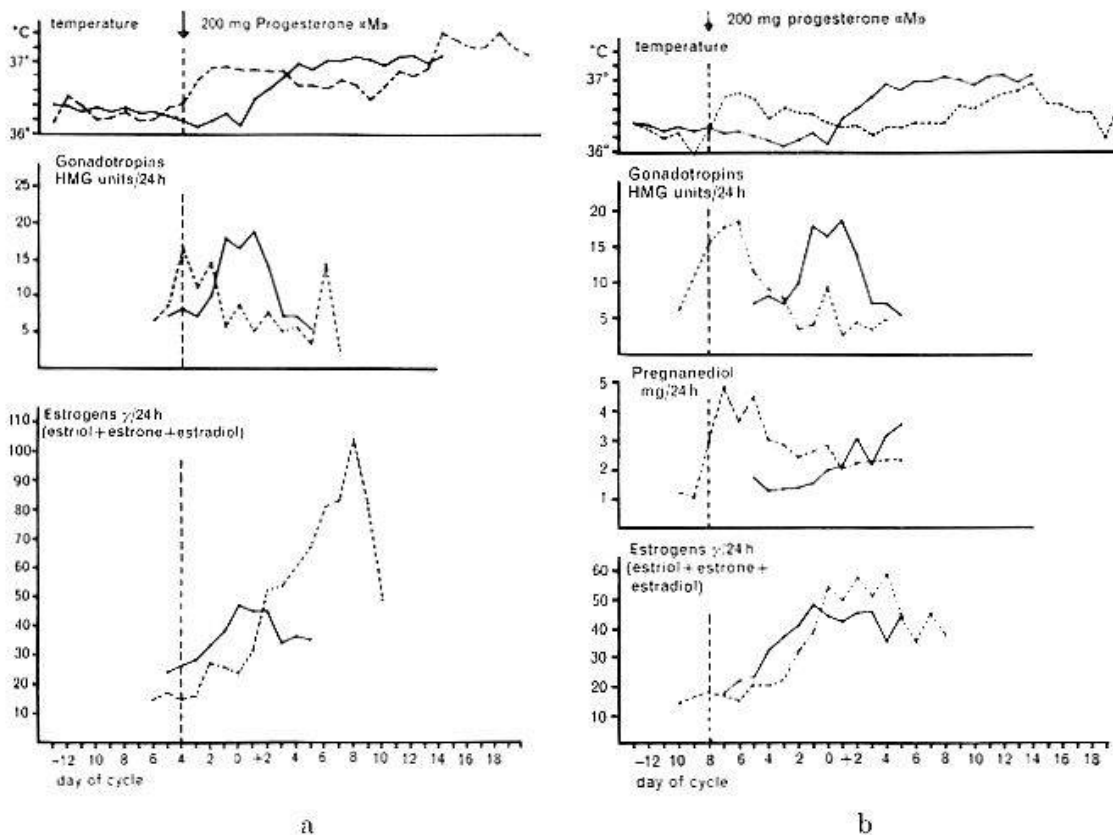 200 mg Progesterone «M»
temperature
°C
37°
36°
Gonadotropins
HMG units/24h
25
20
15
10
5
Estrogens γ/24h
(estriol+estrone+estradiol)
110
100
90
80
70
60
50
40
30
20
10
-12 10 8 6 4 2 0 +2 4 6 8 10 12 14 16 18
day of cycle
a
200 mg progesterone «M»
°C
temperature
37°
36°
Gonadotropins
HMG units/24h
20
15
10
5
Pregnanediol
mg/24h
5
4
3
2
1
Estrogens γ/24h
(estriol+estrone+
estradiol)
60
50
40
30
20
10
-12 10 8 6 4 2 0 +2 4 6 8 10 12 14 16 18
day of cycle
b